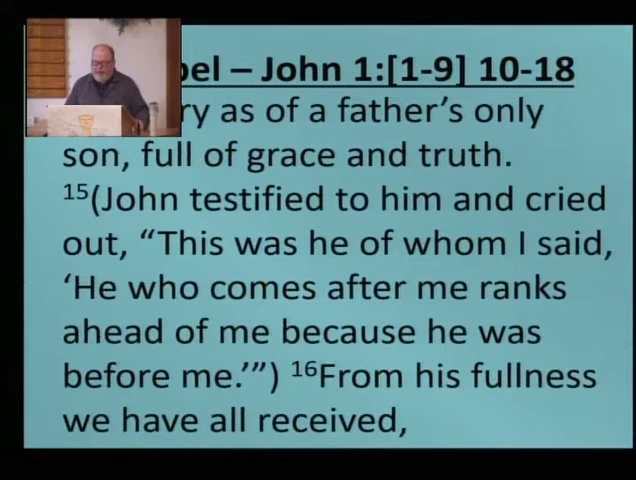 pel – John 1:[1-9] 10-18
ry as of a father’s only
son, full of grace and truth.
15(John testified to him and cried
out, “This was he of whom I said,
‘He who comes after me ranks
ahead of me because he was
before me.’”) 16From his fullness
we have all received,